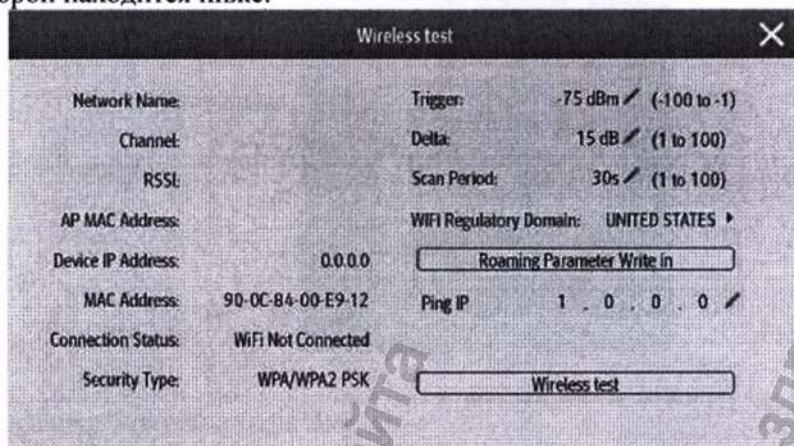 находится ниже.
Wireless test
Network Name:
Channel:
RSSI:
AP MAC Address:
Device IP Address: 0.0.0.0
MAC Address: 90-0C-84-00-E9-12
Connection Status: WiFi Not Connected
Security Type: WPA/WPA2 PSK
Trigger: -75 dBm (-100 to -1)
Delta: 15 dB (1 to 100)
Scan Period: 30s (1 to 100)
WIFI Regulatory Domain: UNITED STATES
Roaming Parameter Write in
Ping IP 1 . 0 . 0 . 0
Wireless test